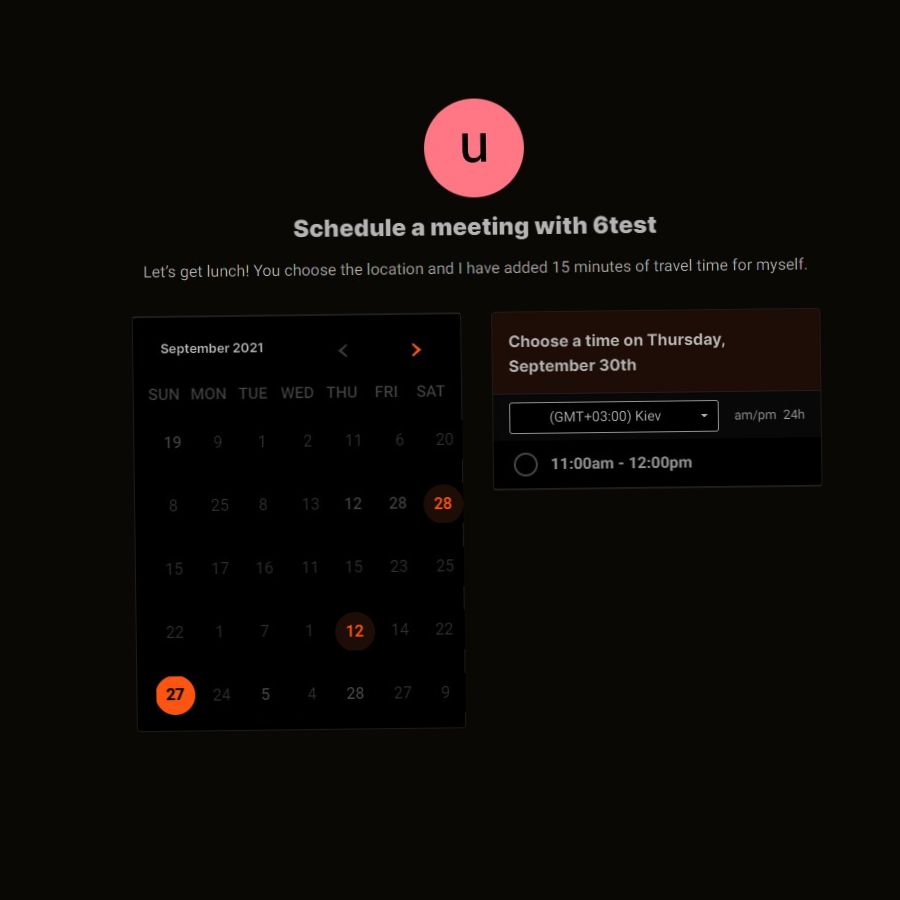 u
Schedule a meeting with 6test
Let's get lunch! You choose the location and I have added 15 minutes of travel time for myself.
September 2021
SUN MON TUE WED THU FRI SAT
19 9 1 2 11 6 20
8 25 8 13 12 28 28
15 17 16 11 15 23 25
22 1 7 1 12 14 22
27 24 5 4 28 27 9
Choose a time on Thursday,
September 30th
(GMT+03:00) Kiev am/pm 24h
11:00am - 12:00pm